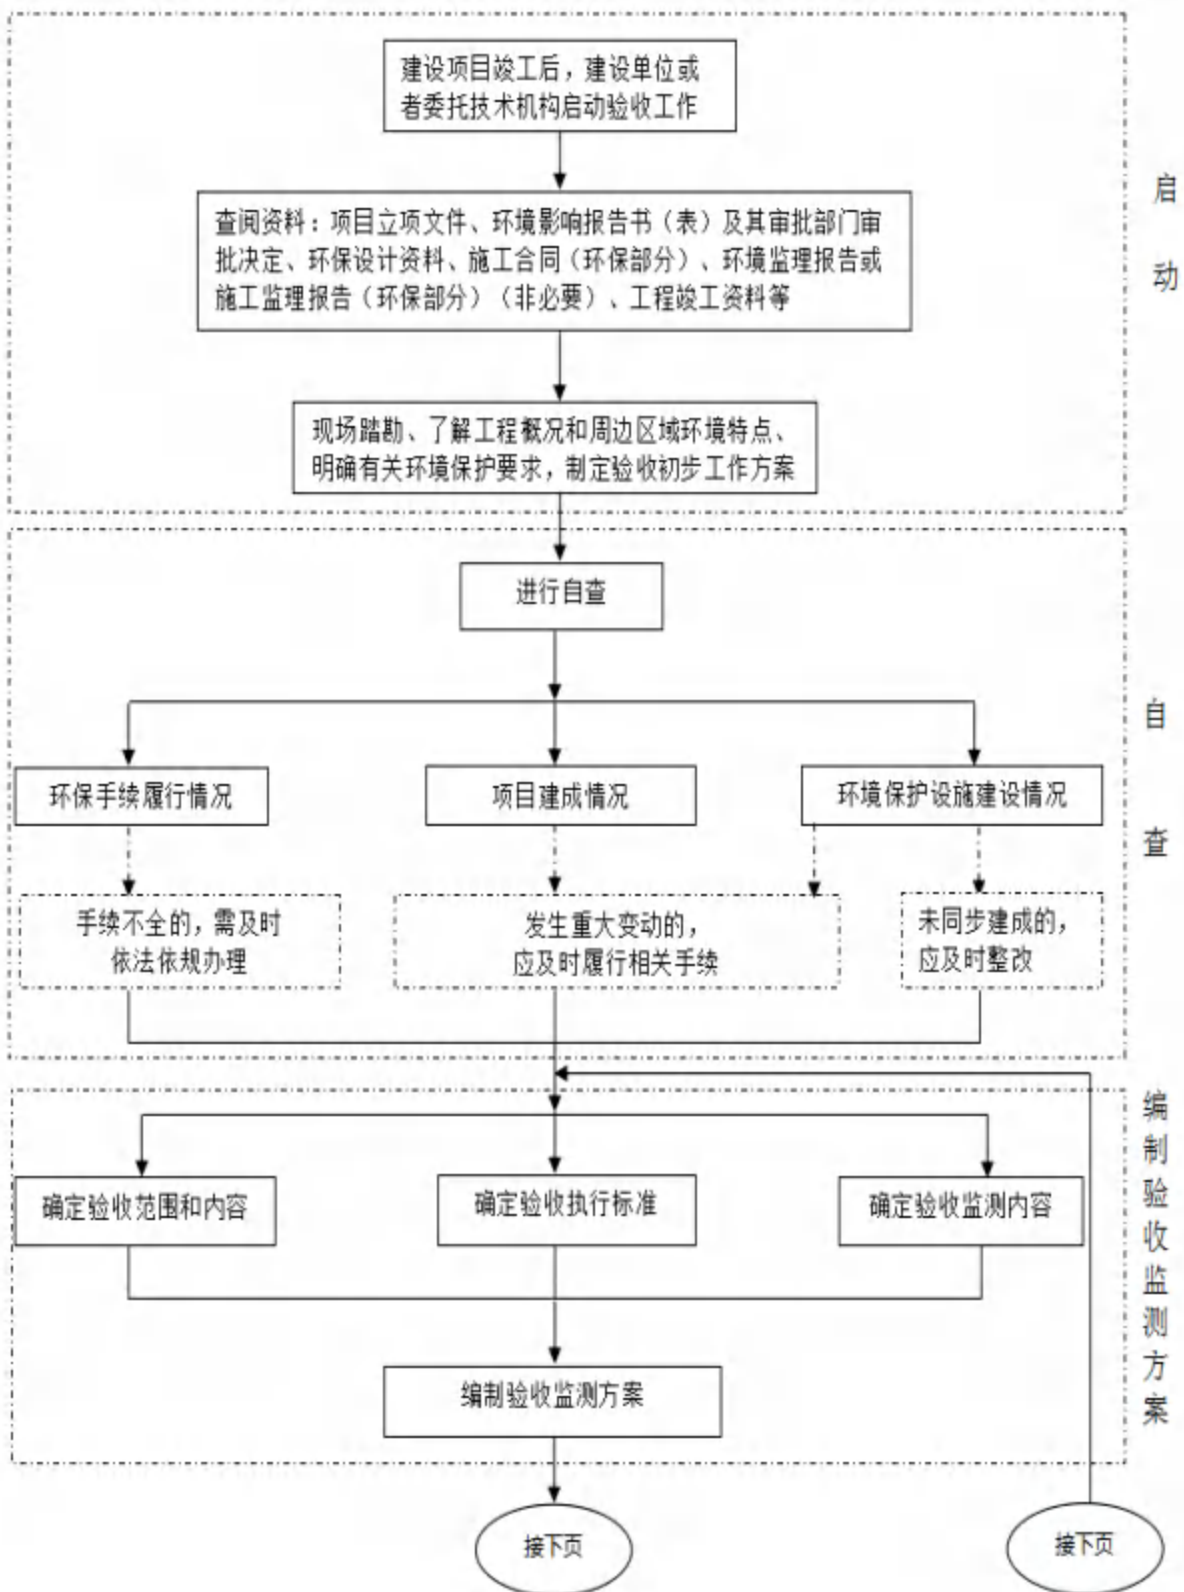 建设项目竣工后，建设单位或
者委托技术机构启动验收工作
查阅资料：项目立项文件、环境影响报告书（表）及其审批部门审
批决定、环保设计资料、施工合同（环保部分）、环境监理报告或
施工监理报告（环保部分）（非必要）、工程竣工资料等
现场踏勘、了解工程概况和周边区域环境特点、
明确有关环境保护要求，制定验收初步工作方案
启
动
进行自查
环保手续履行情况
项目建成情况
环境保护设施建设情况
手续不全的，需及时
依法依规办理
发生重大变动的，
应及时履行相关手续
未同步建成的，
应及时整改
自
查
确定验收范围和内容
确定验收执行标准
确定验收监测内容
编制验收监测方案
编
制
验
收
监
测
方
案
接下页
接下页